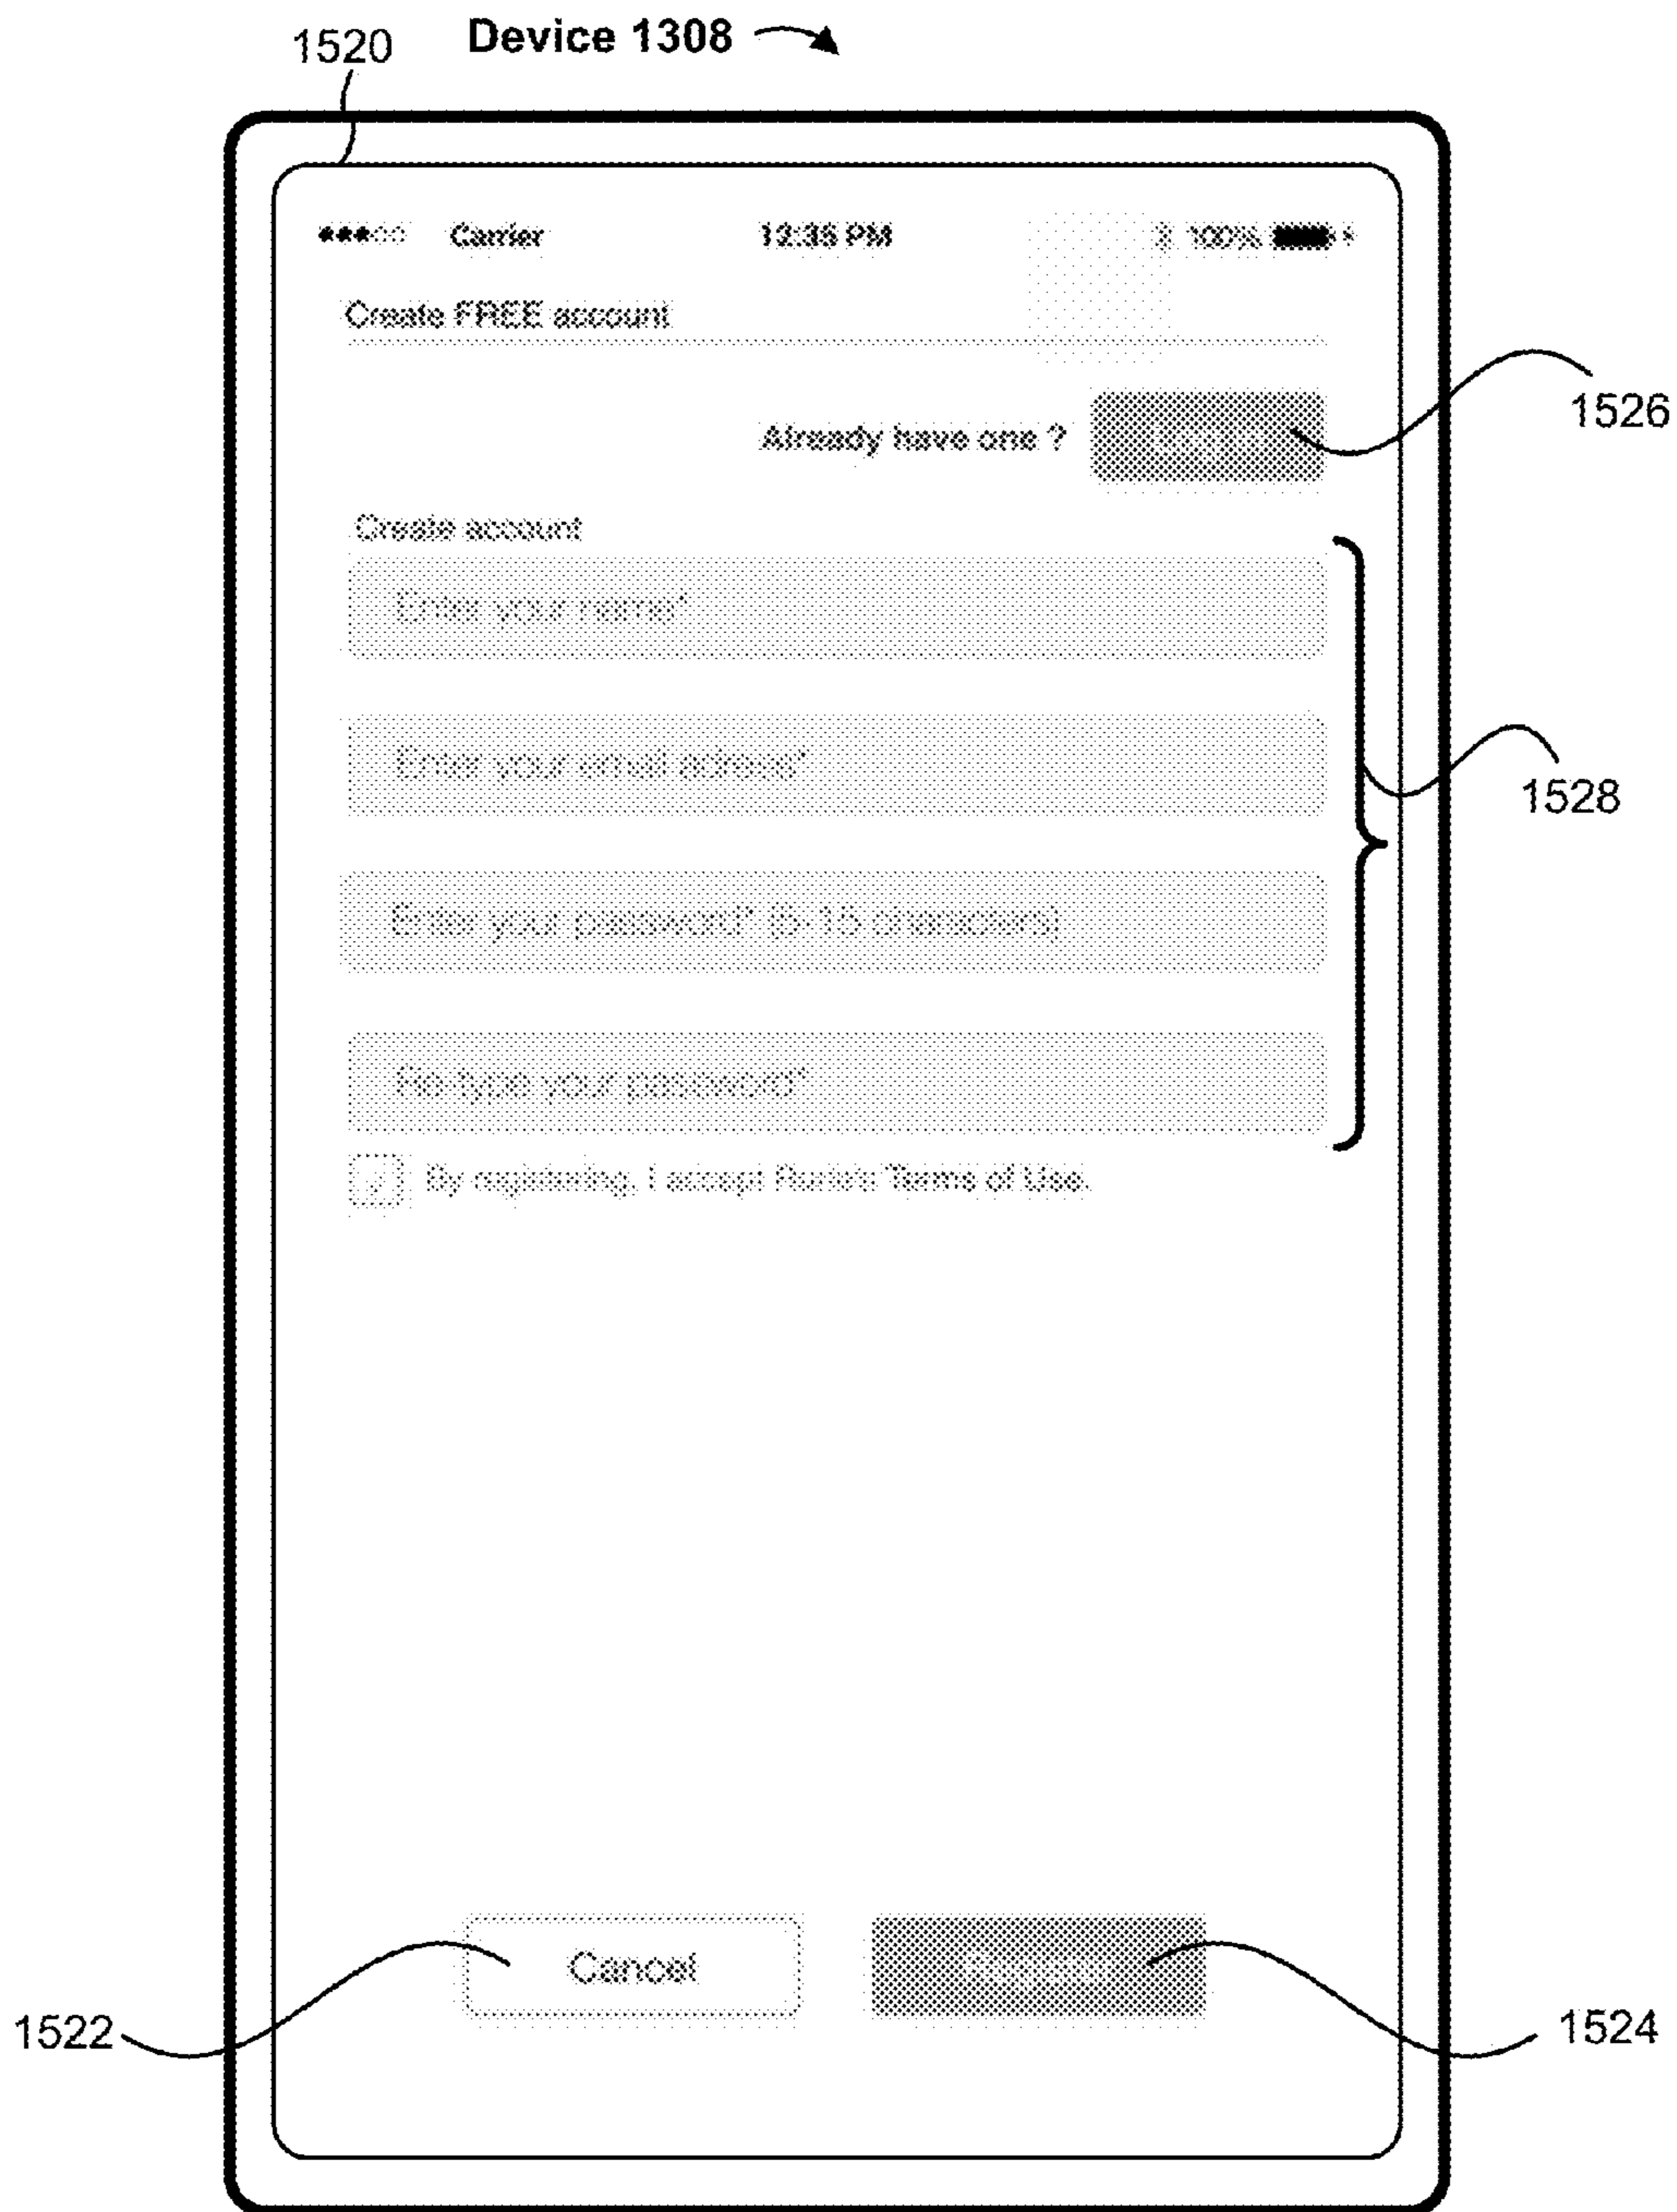 1520 Device 1308
Carrier 12:35 PM 100%
Create FREE account
1526
Already have one ?
Create account
Enter your name*
Enter your email adress*
1528
Enter your password* (6-15 characters)
Re-type your password*
By registering, I accept Terms of Use.
Cancel
1522
1524